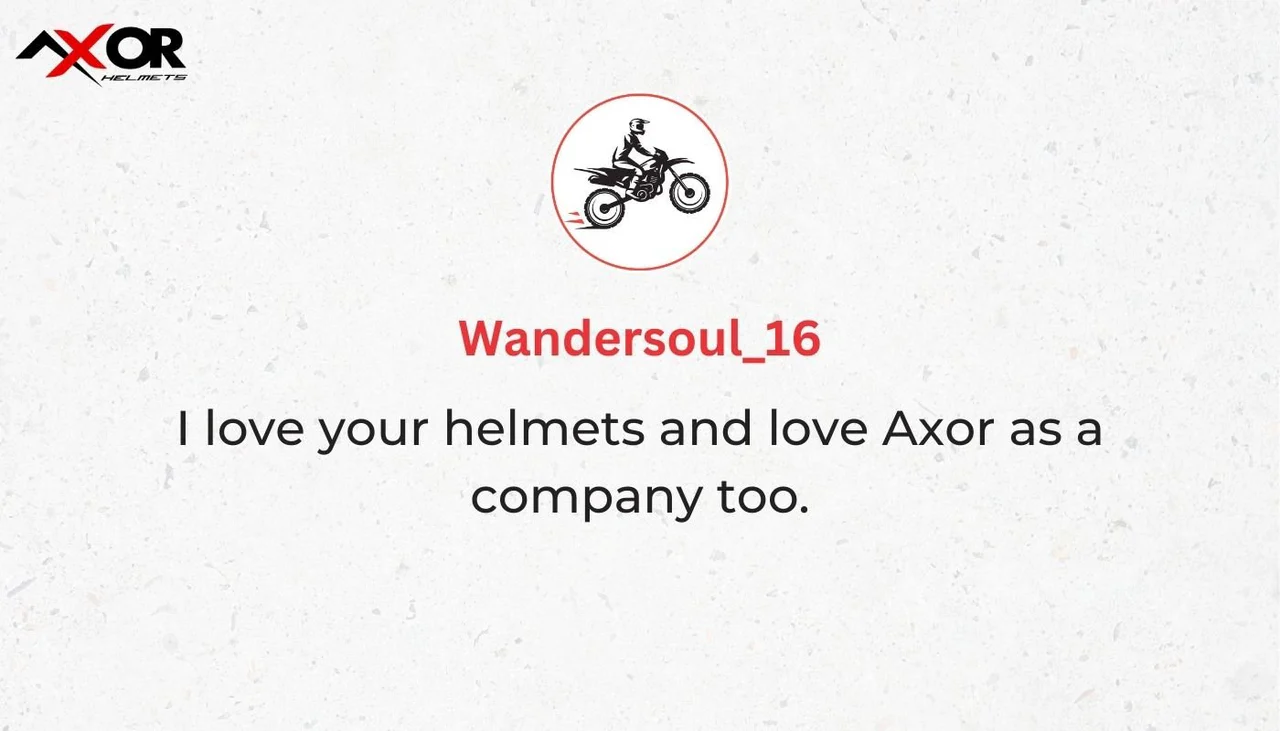 AXOR
HELMETS
Wandersoul_16
I love your helmets and love Axor as a
company too.